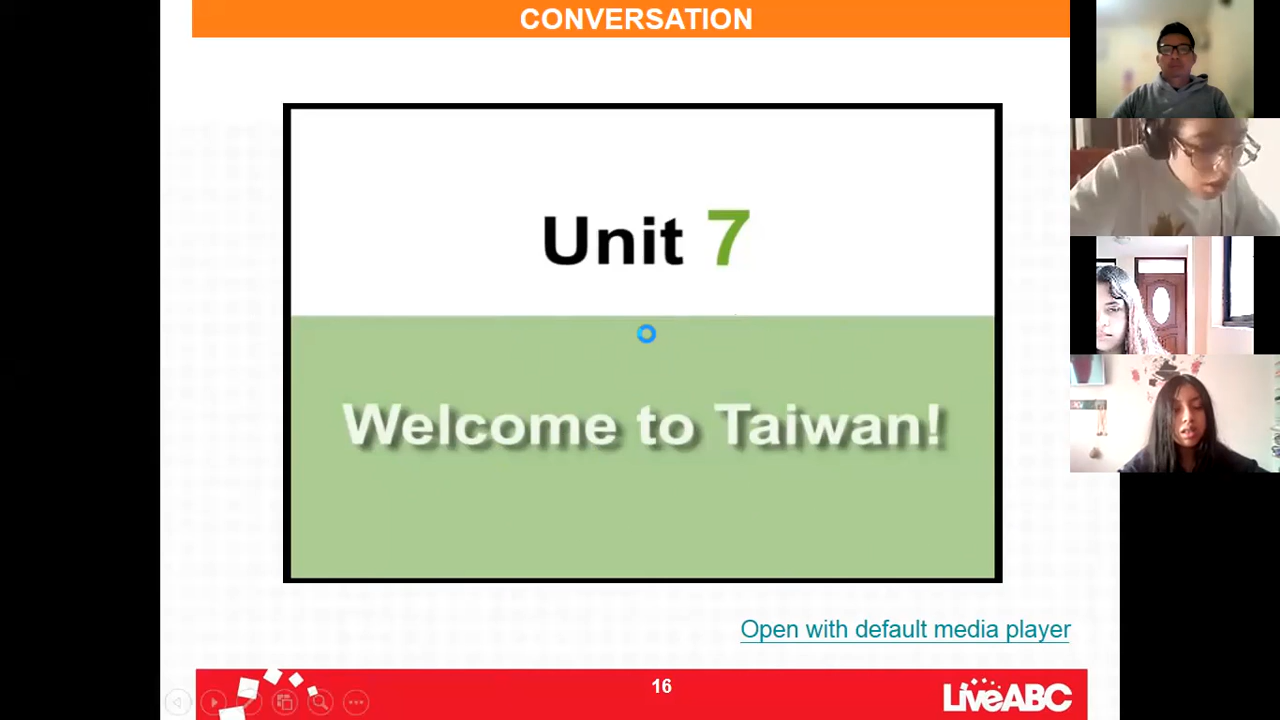 CONVERSATION
Unit 7
Welcome to Taiwan!
Open with default media player
16
LiveABC